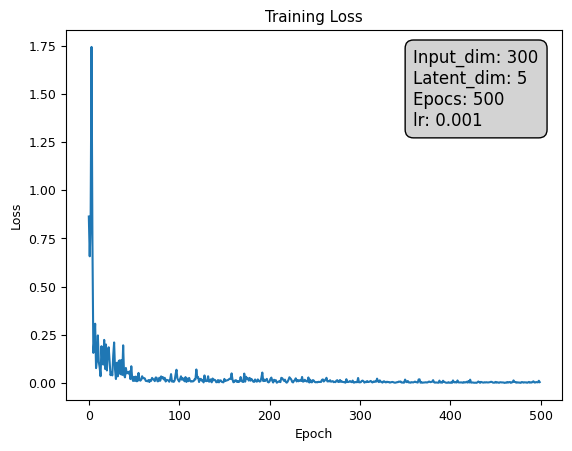 Training Loss
Input_dim: 300
Latent_dim: 5
Epocs: 500
lr: 0.001
1.75
1.50
1.25
1.00
0.75
0.50
0.25
0.00
Loss
0 100 200 300 400 500
Epoch